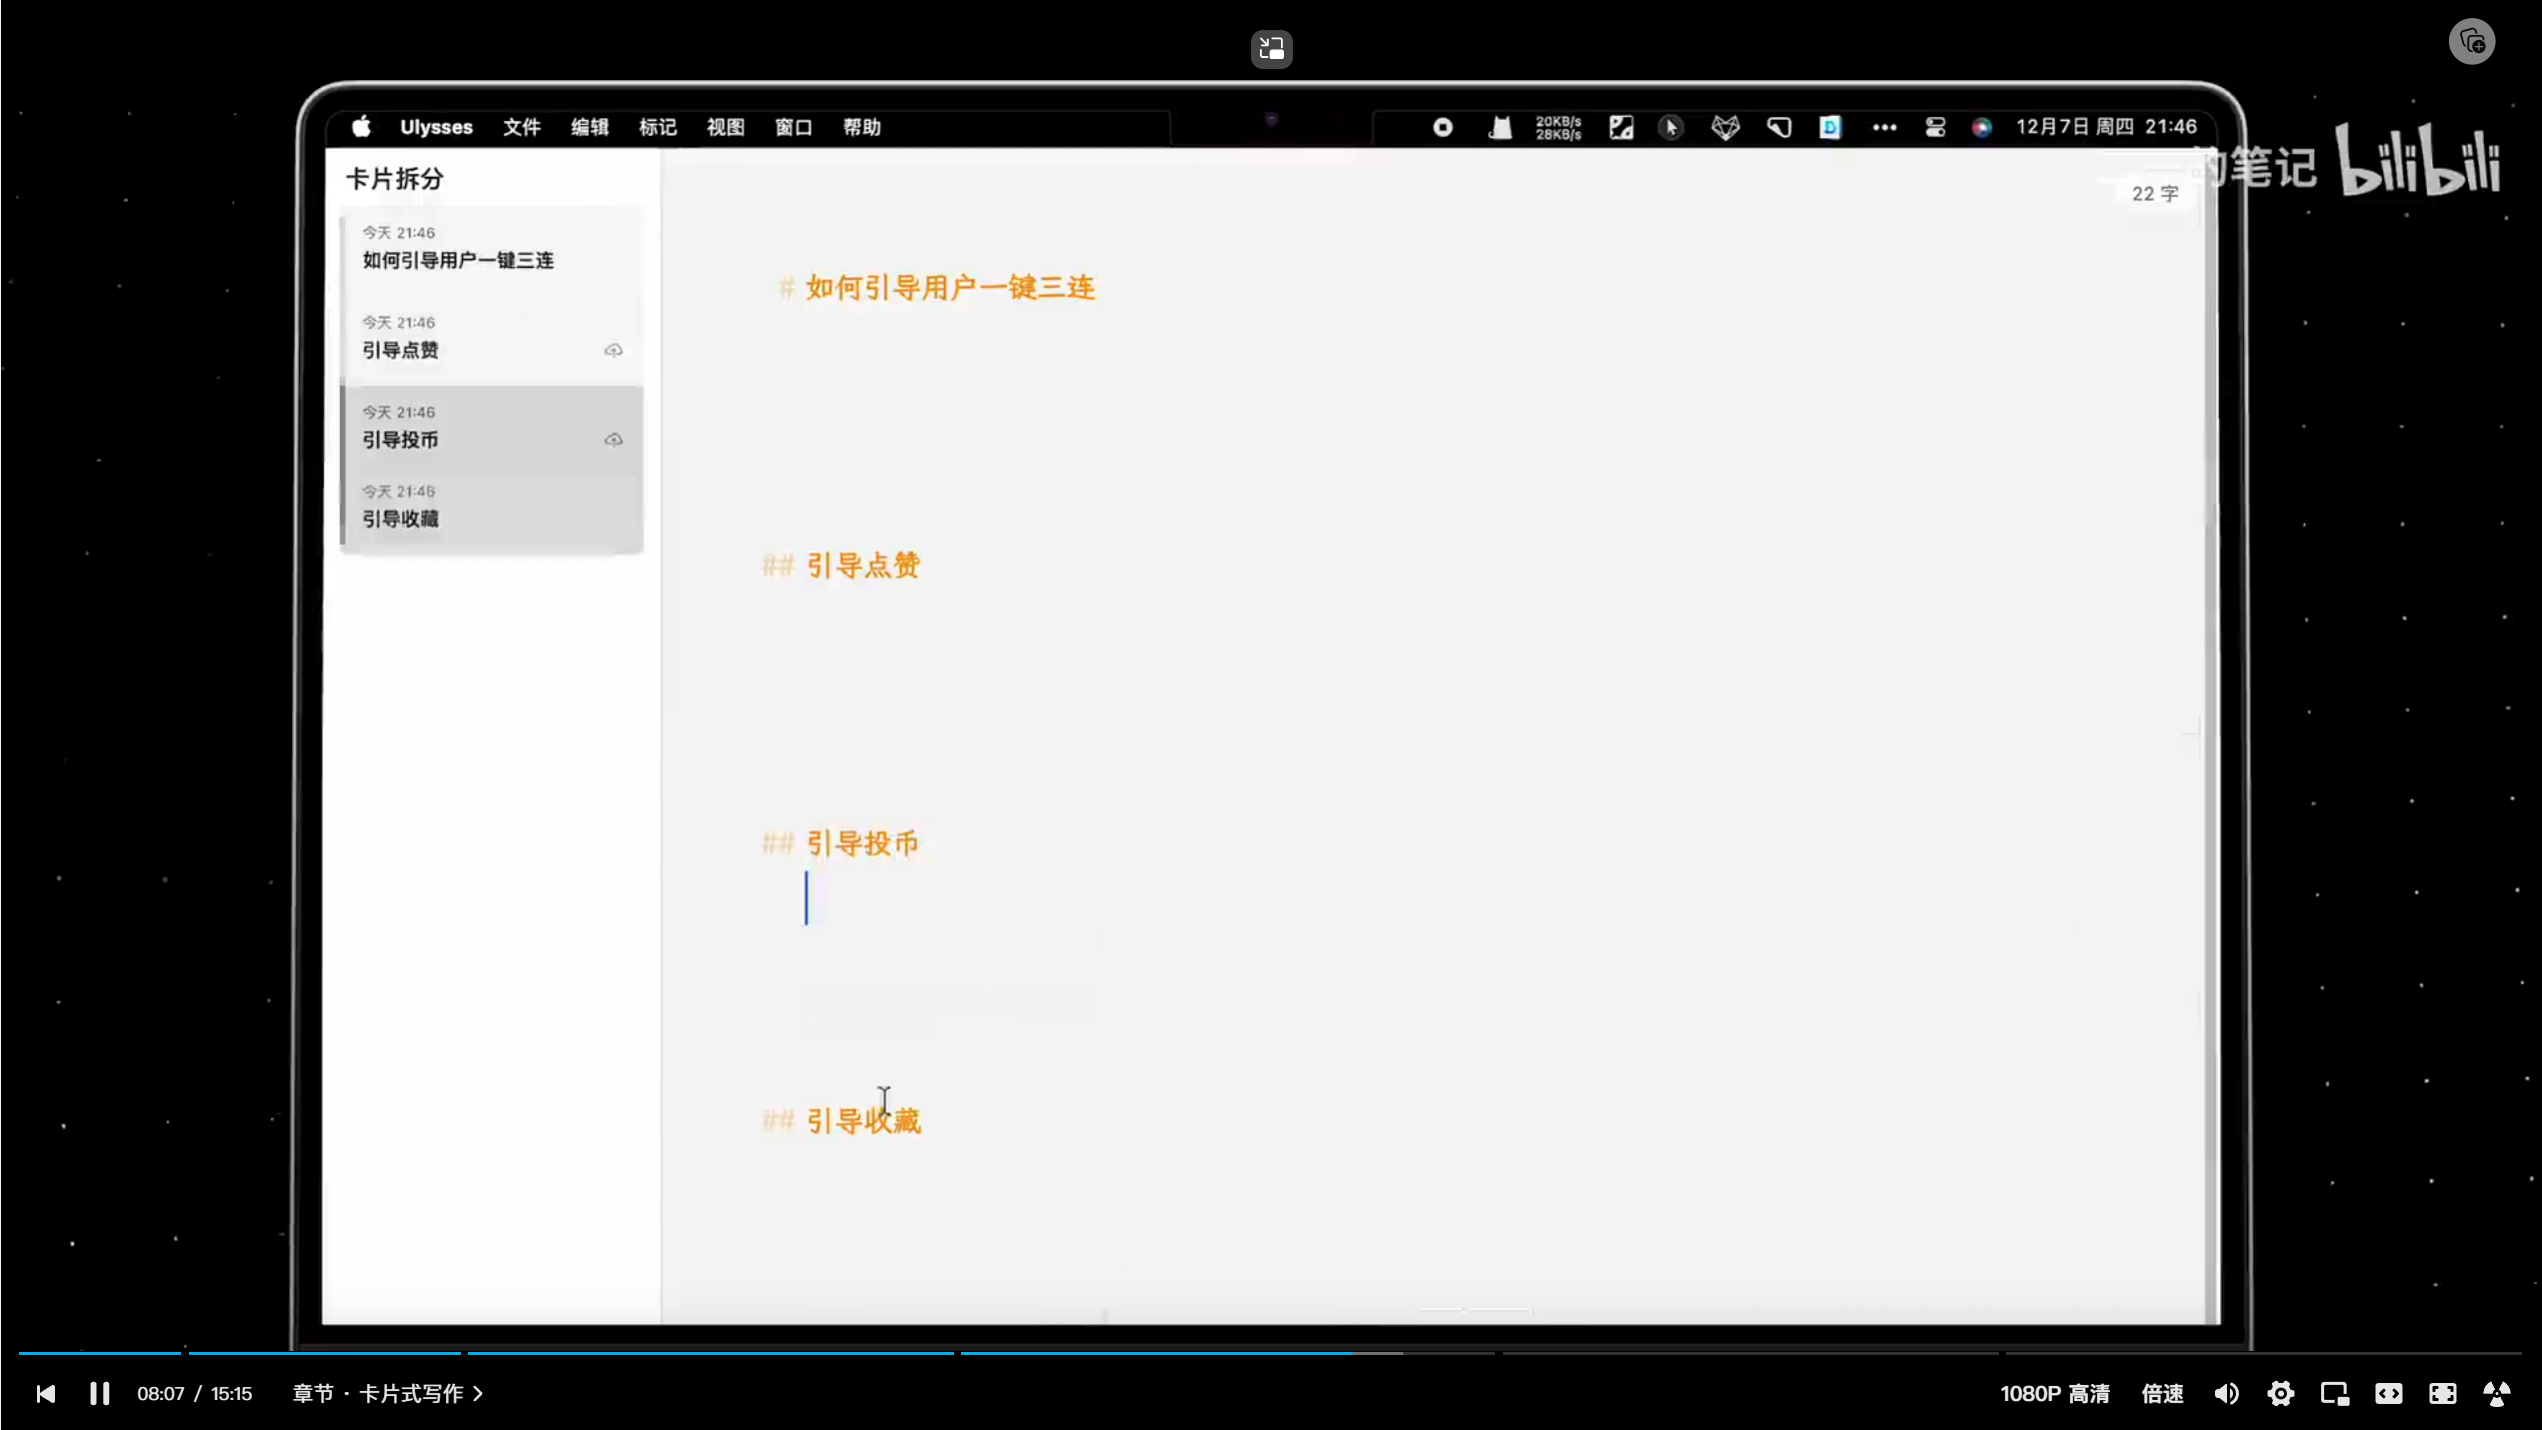 Ulysses 文件 编辑 标记 视图 窗口 帮助
20KB/s
28KB/s
12月7日 周四 21:46
的笔记 bilibili
卡片拆分
22 字
今天 21:46
如何引导用户一键三连
今天 21:46
引导点赞
今天 21:46
引导投币
今天 21:46
引导收藏
# 如何引导用户一键三连
## 引导点赞
## 引导投币
## 引导收藏
08:07 / 15:15 章节 · 卡片式写作 1080P 高清 倍速